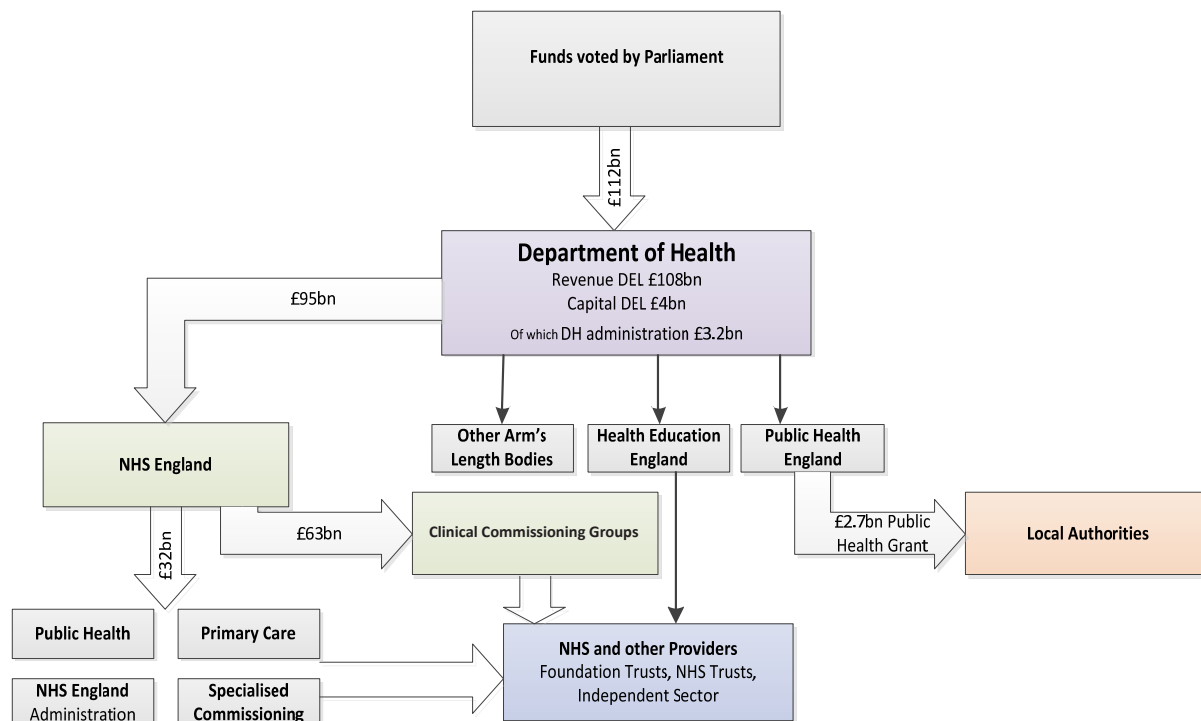 Funds voted by Parliament
£112bn
Department of Health
Revenue DEL £108bn
Capital DEL £4bn
Of which DH administration £3.2bn
£95bn
Other Arm's
Length Bodies
Health Education
England
Public Health
England
NHS England
£63bn
Clinical Commissioning Groups
£2.7bn Public
Health Grant
Local Authorities
£32bn
Public Health
Primary Care
NHS England
Administration
Specialised
Commissioning
NHS and other Providers
Foundation Trusts, NHS Trusts,
Independent Sector